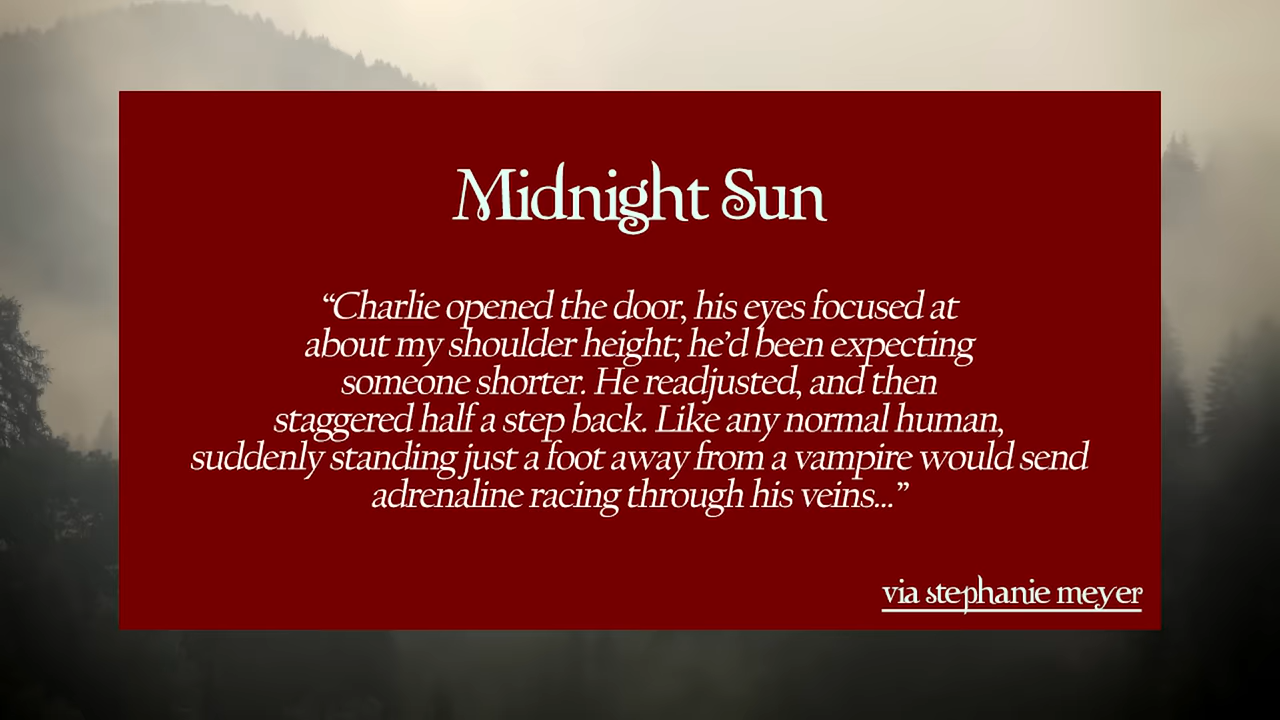 Midnight Sun
“Charlie opened the door, his eyes focused at
about my shoulder height; he’d been expecting
someone shorter. He readjusted, and then
staggered half a step back. Like any normal human,
suddenly standing just a foot away from a vampire would send
adrenaline racing through his veins...”
via stephanie meyer